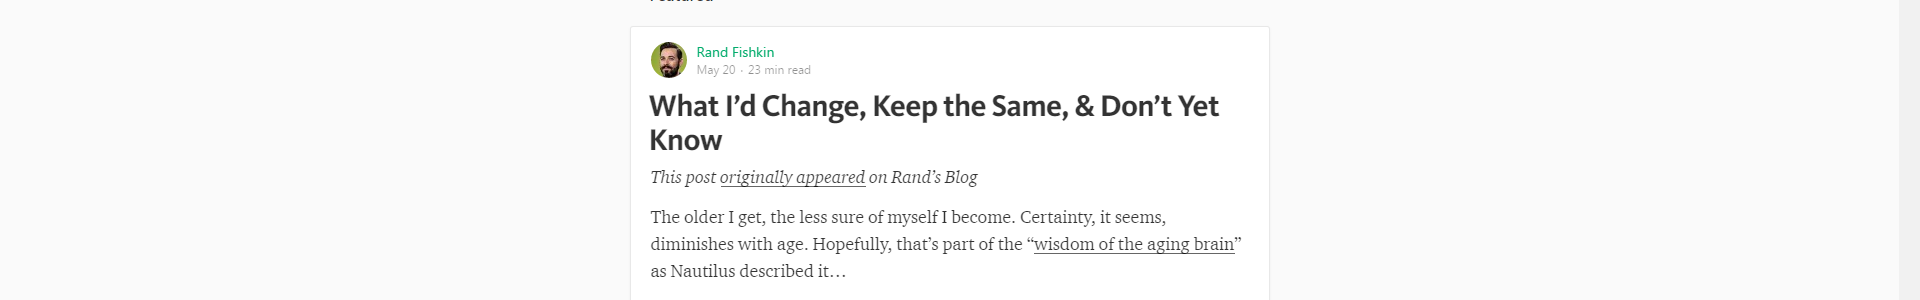 Rand Fishkin
May 20 · 23 min read
What I’d Change, Keep the Same, & Don’t Yet
Know
This post originally appeared on Rand’s Blog
The older I get, the less sure of myself I become. Certainty, it seems,
diminishes with age. Hopefully, that’s part of the “wisdom of the aging brain”
as Nautilus described it…